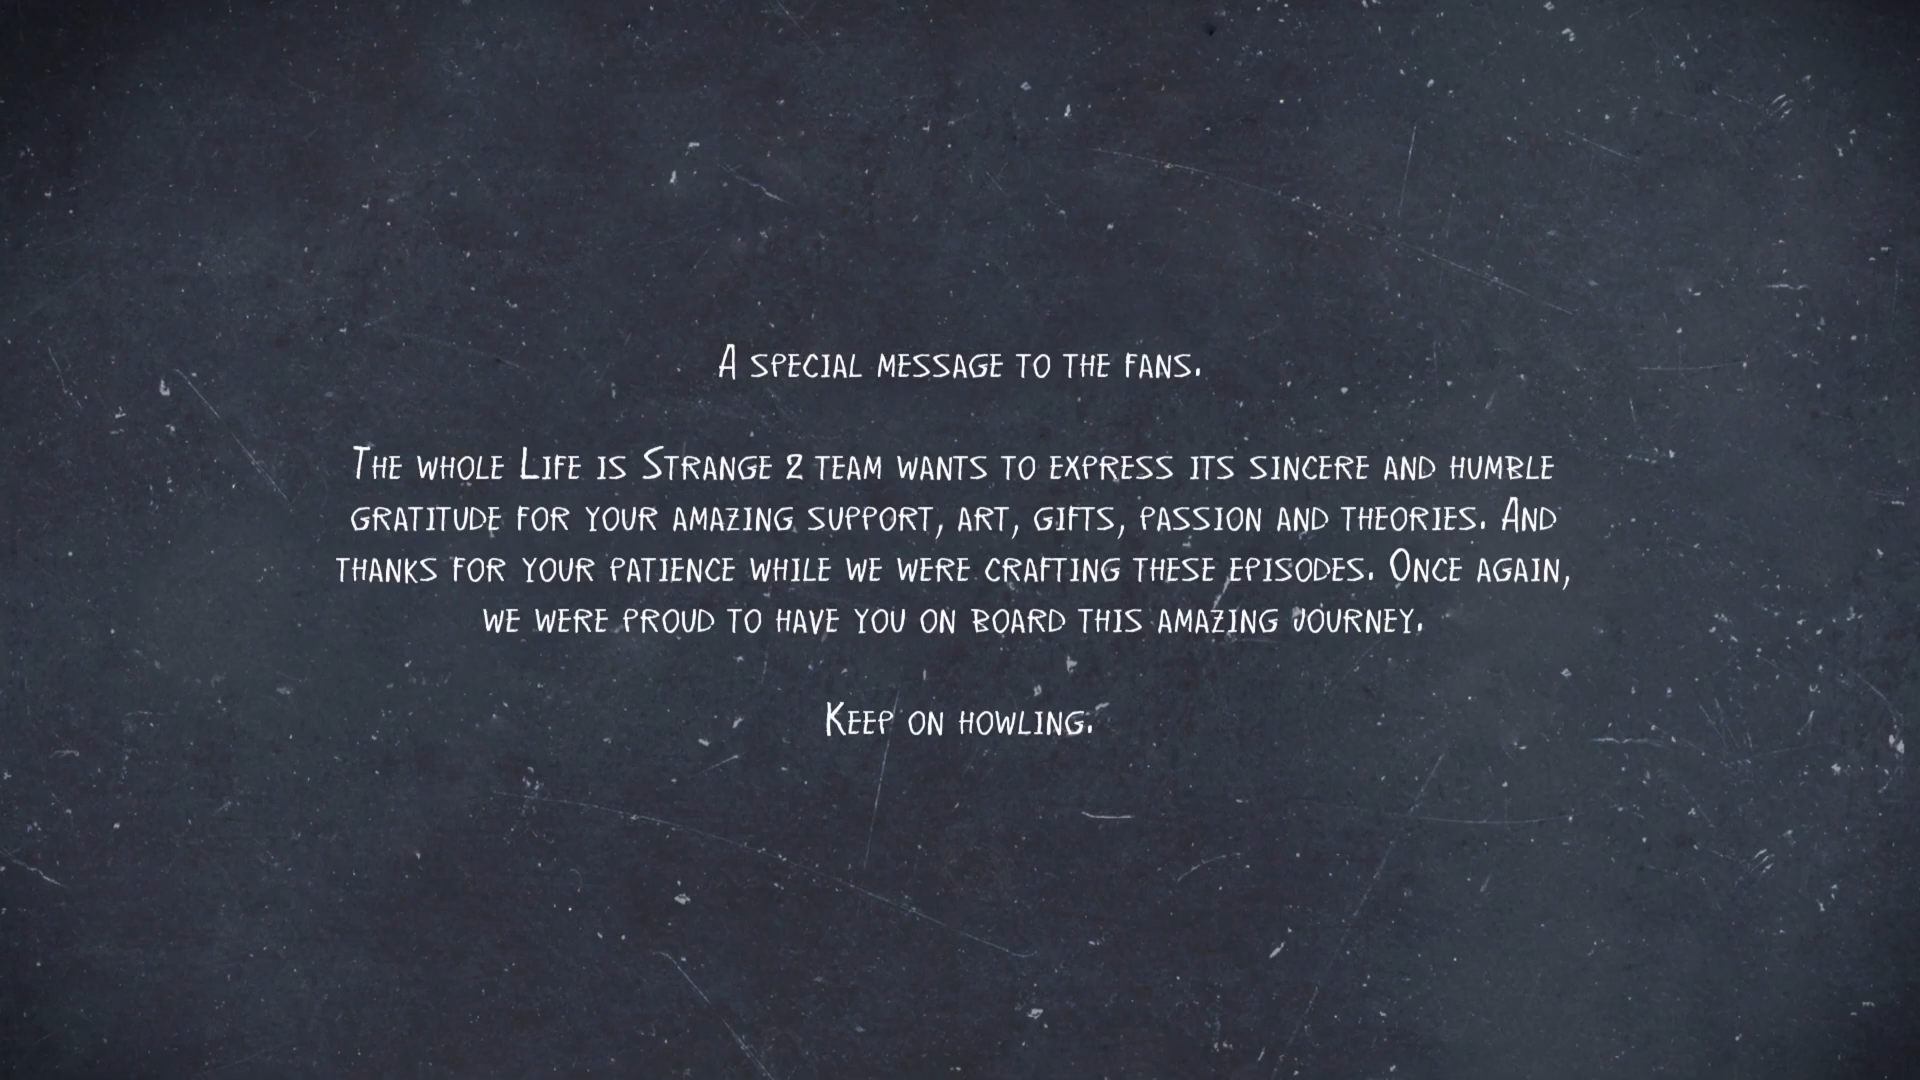 A special message to the fans.
The whole Life is Strange 2 team wants to express its sincere and humble
gratitude for your amazing support, art, gifts, passion and theories. And
thanks for your patience while we were crafting these episodes. Once again,
we were proud to have you on board this amazing journey.
Keep on howling.